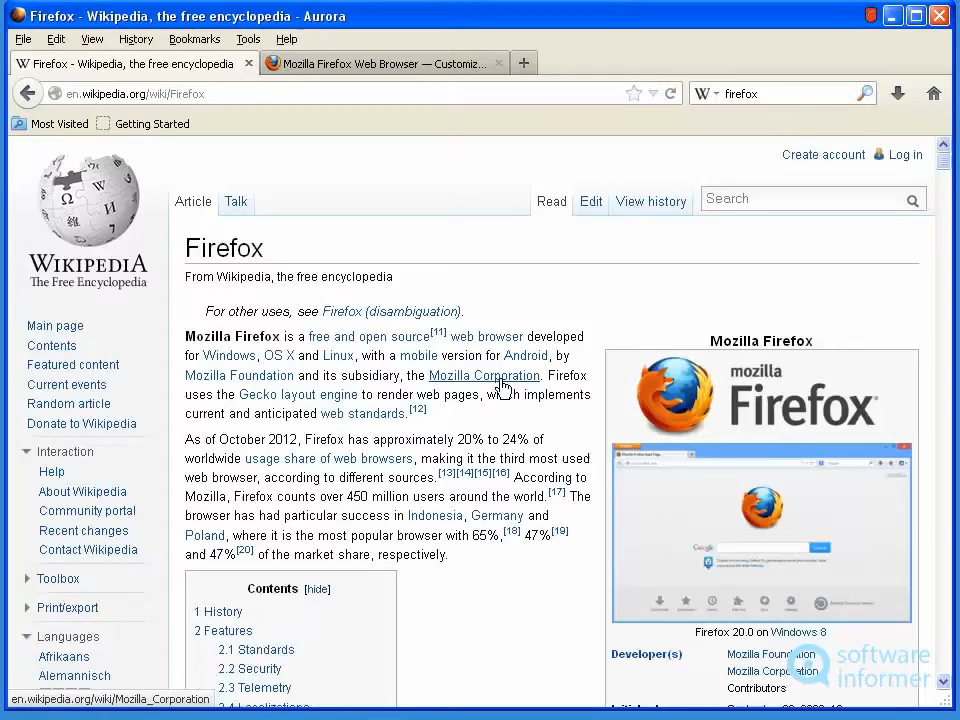 Firefox - Wikipedia, the free encyclopedia - Aurora
File Edit View History Bookmarks Tools Help
W Firefox - Wikipedia, the free encyclopedia
Mozilla Firefox Web Browser — Customiz...
en.wikipedia.org/wiki/Firefox
W firefox
Most Visited Getting Started
Create account Log in
Article Talk Read Edit View history Search
WIKIPEDIA
The Free Encyclopedia
Main page
Contents
Featured content
Current events
Random article
Donate to Wikipedia
Interaction
Help
About Wikipedia
Community portal
Recent changes
Contact Wikipedia
Toolbox
Print/export
Languages
Afrikaans
Alemannisch
Firefox
From Wikipedia, the free encyclopedia
For other uses, see Firefox (disambiguation).
Mozilla Firefox is a free and open source[11] web browser developed
for Windows, OS X and Linux, with a mobile version for Android, by
Mozilla Foundation and its subsidiary, the Mozilla Corporation. Firefox
uses the Gecko layout engine to render web pages, which implements
current and anticipated web standards.[12]
As of October 2012, Firefox has approximately 20% to 24% of
worldwide usage share of web browsers, making it the third most used
web browser, according to different sources.[13][14][15][16] According to
Mozilla, Firefox counts over 450 million users around the world.[17] The
browser has had particular success in Indonesia, Germany and
Poland, where it is the most popular browser with 65%,[18] 47%[19]
and 47%[20] of the market share, respectively.
Contents [hide]
1 History
2 Features
2.1 Standards
2.2 Security
2.3 Telemetry
2.4 Localizations
Mozilla Firefox
mozilla
Firefox
Google
Firefox 20.0 on Windows 8
Developer(s) Mozilla Foundation
Mozilla Corporation
Contributors
software
informer
en.wikipedia.org/wiki/Mozilla_Corporation